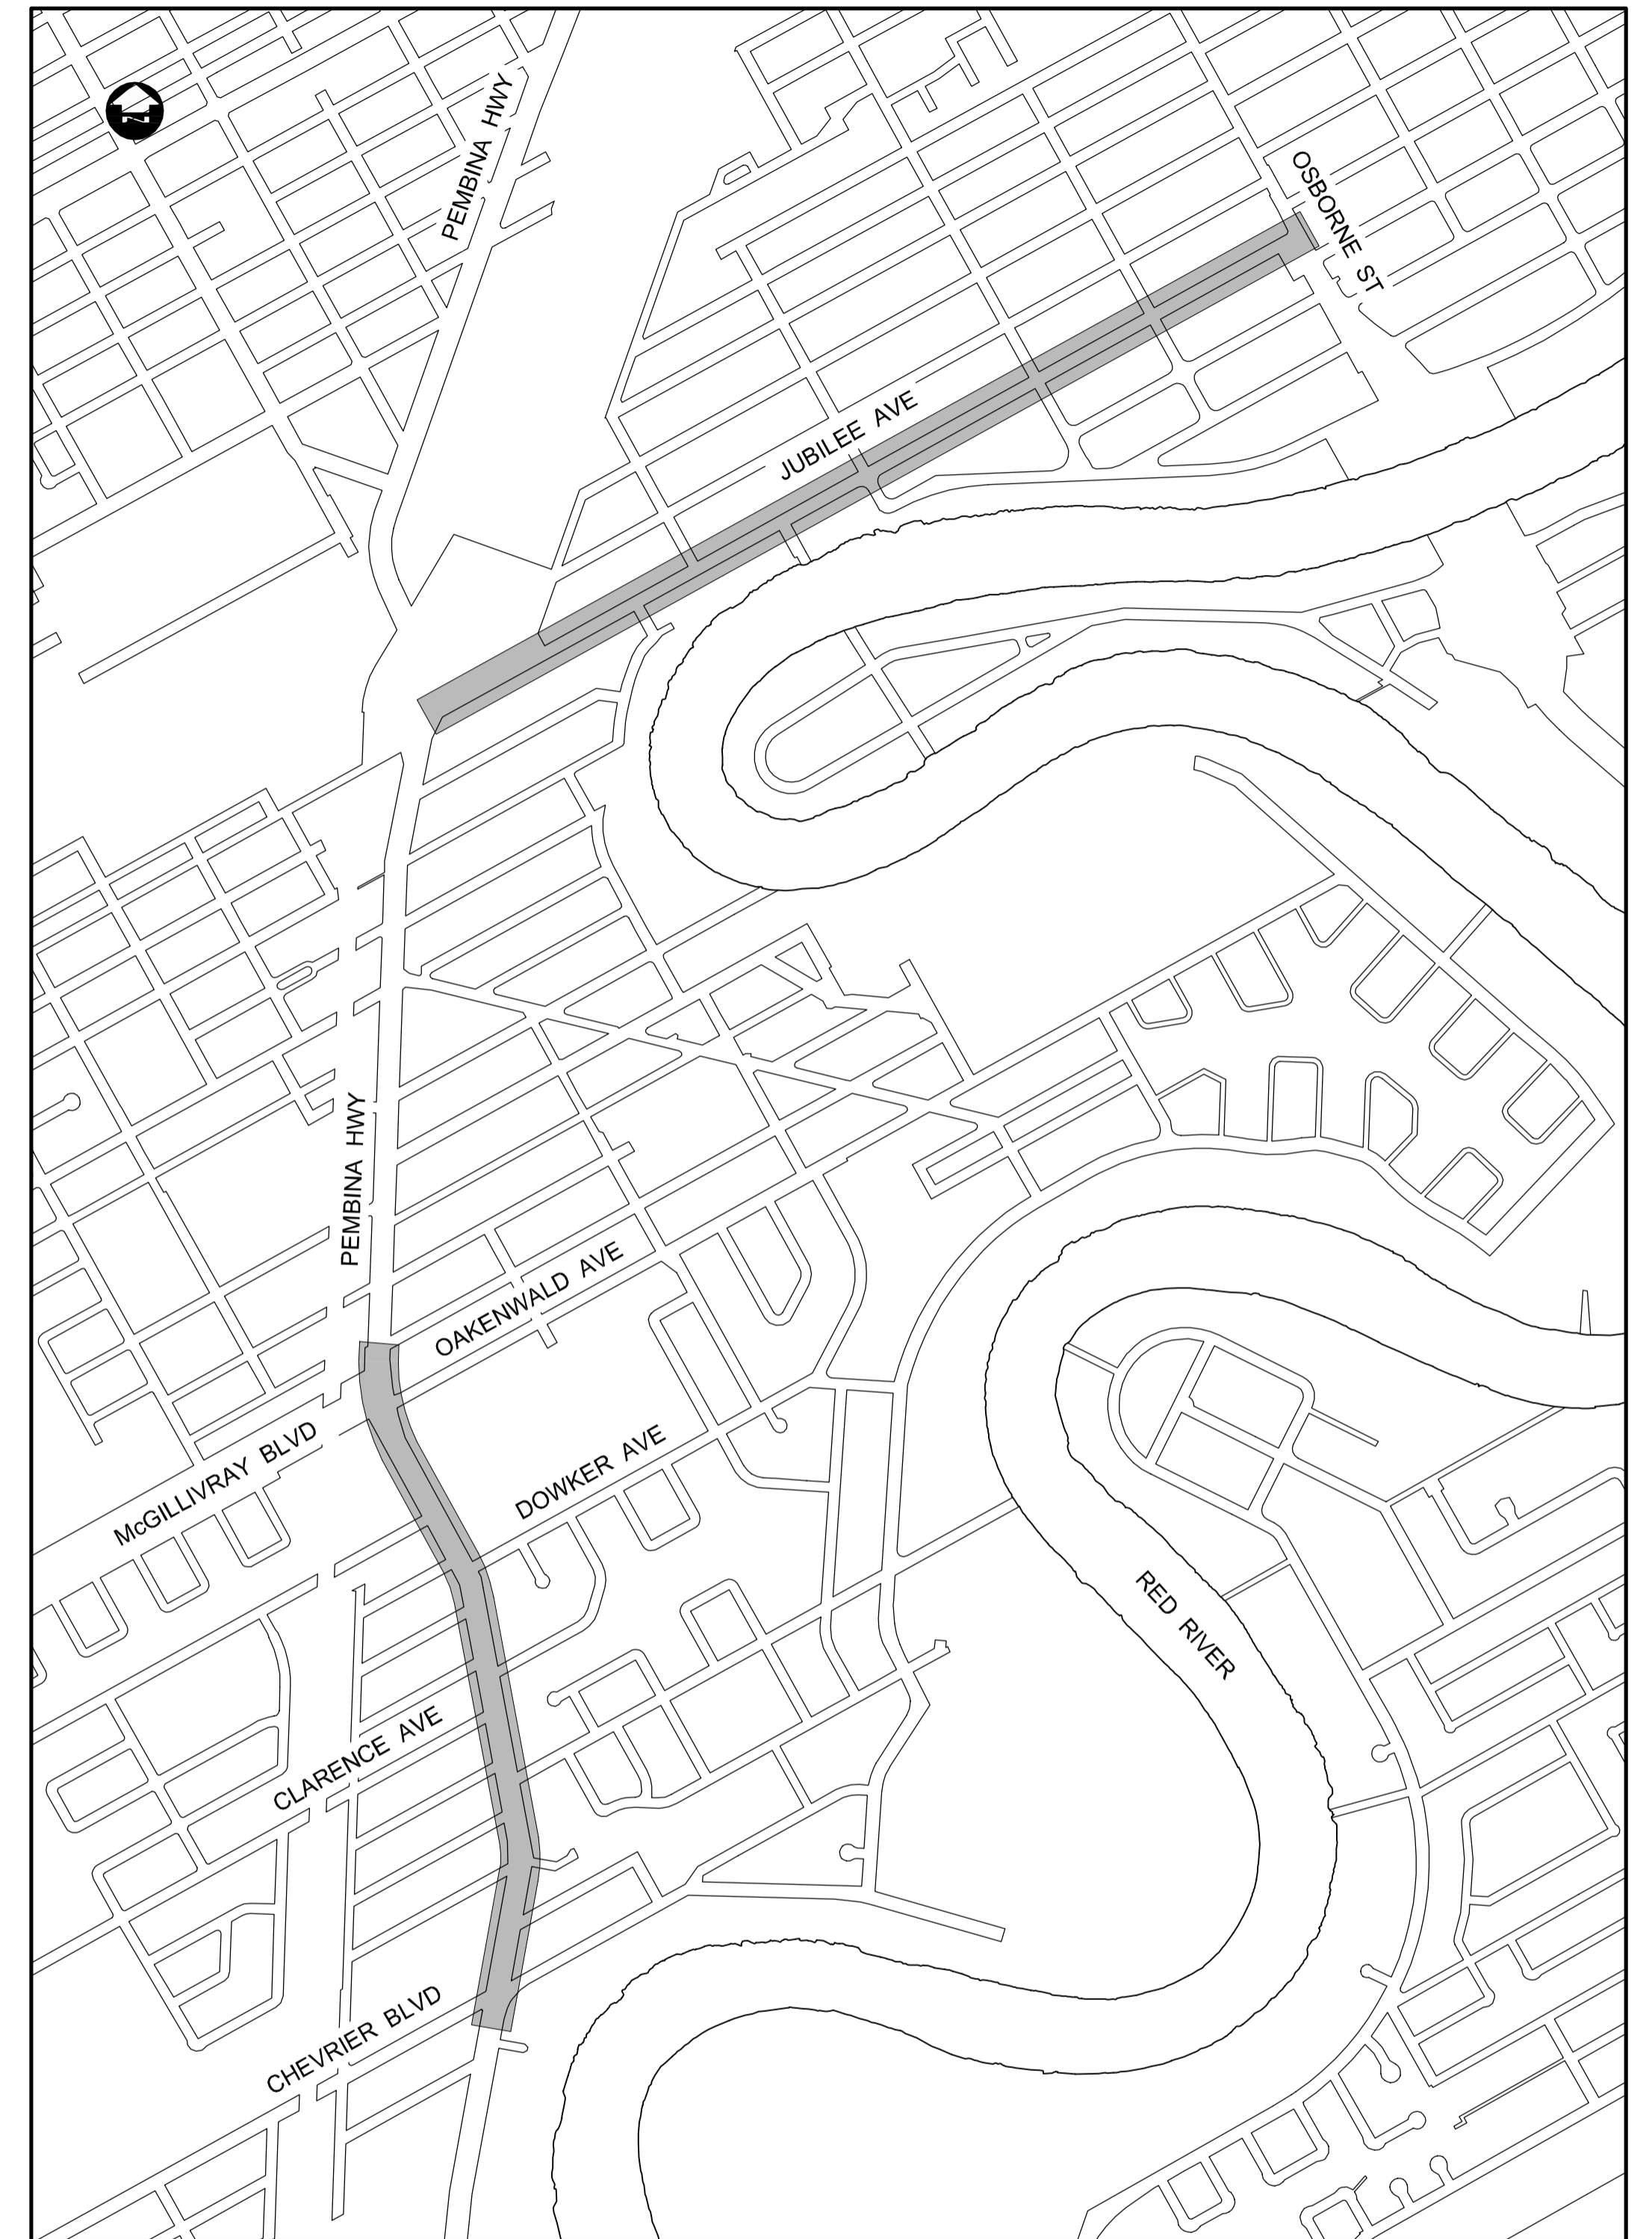 N
PEMBINA HWY
OSBORNE ST
JUBILEE AVE
PEMBINA HWY
OAKENWALD AVE
McGILLIVRAY BLVD
DOWKER AVE
RED RIVER
CLARENCE AVE
CHEVRIER BLVD